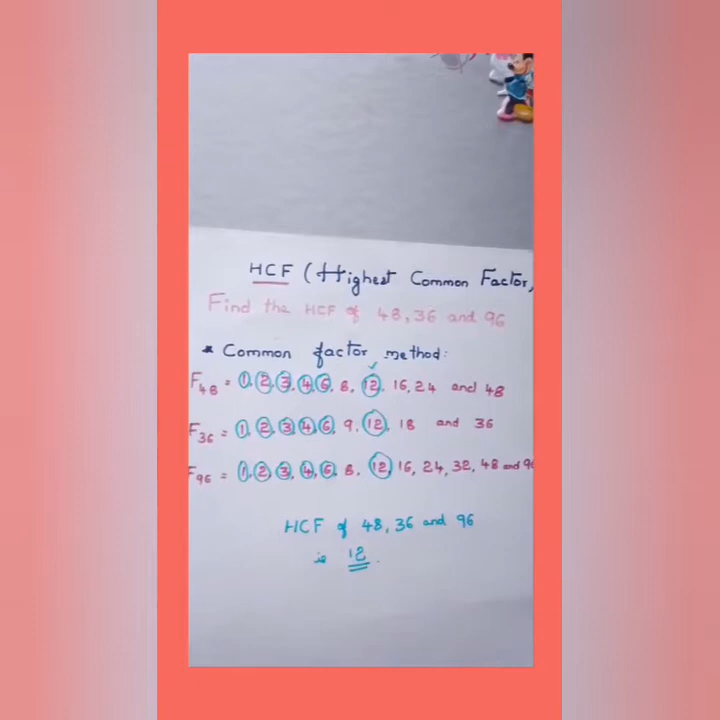 HCF (Highest Common Factor,
Find the HCF of 48, 36 and 96
* Common factor method:
F48 = 1, 2, 3, 4, 6, 8, 12, 16, 24 and 48
F36 = 1, 2, 3, 4, 6, 9, 12, 18 and 36
F96 = 1, 2, 3, 4, 6, 8, 12, 16, 24, 32, 48 and 96
HCF of 48, 36 and 96
is 12.